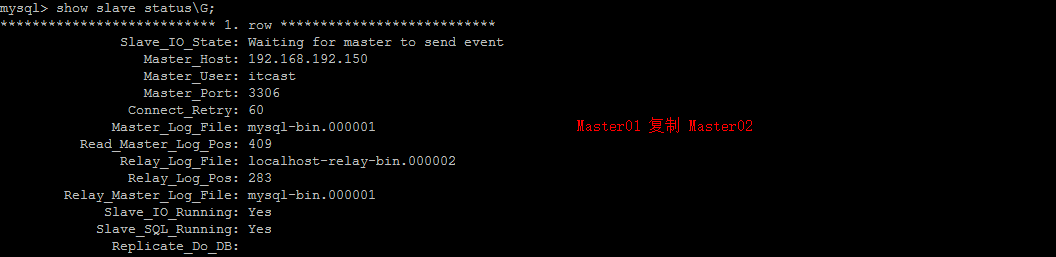 mysql> show slave status\G;
*************************** 1. row ***************************
Slave_IO_State: Waiting for master to send event
Master_Host: 192.168.192.150
Master_User: itcast
Master_Port: 3306
Connect_Retry: 60
Master_Log_File: mysql-bin.000001
Master01 复制 Master02
Read_Master_Log_Pos: 409
Relay_Log_File: localhost-relay-bin.000002
Relay_Log_Pos: 283
Relay_Master_Log_File: mysql-bin.000001
Slave_IO_Running: Yes
Slave_SQL_Running: Yes
Replicate_Do_DB: